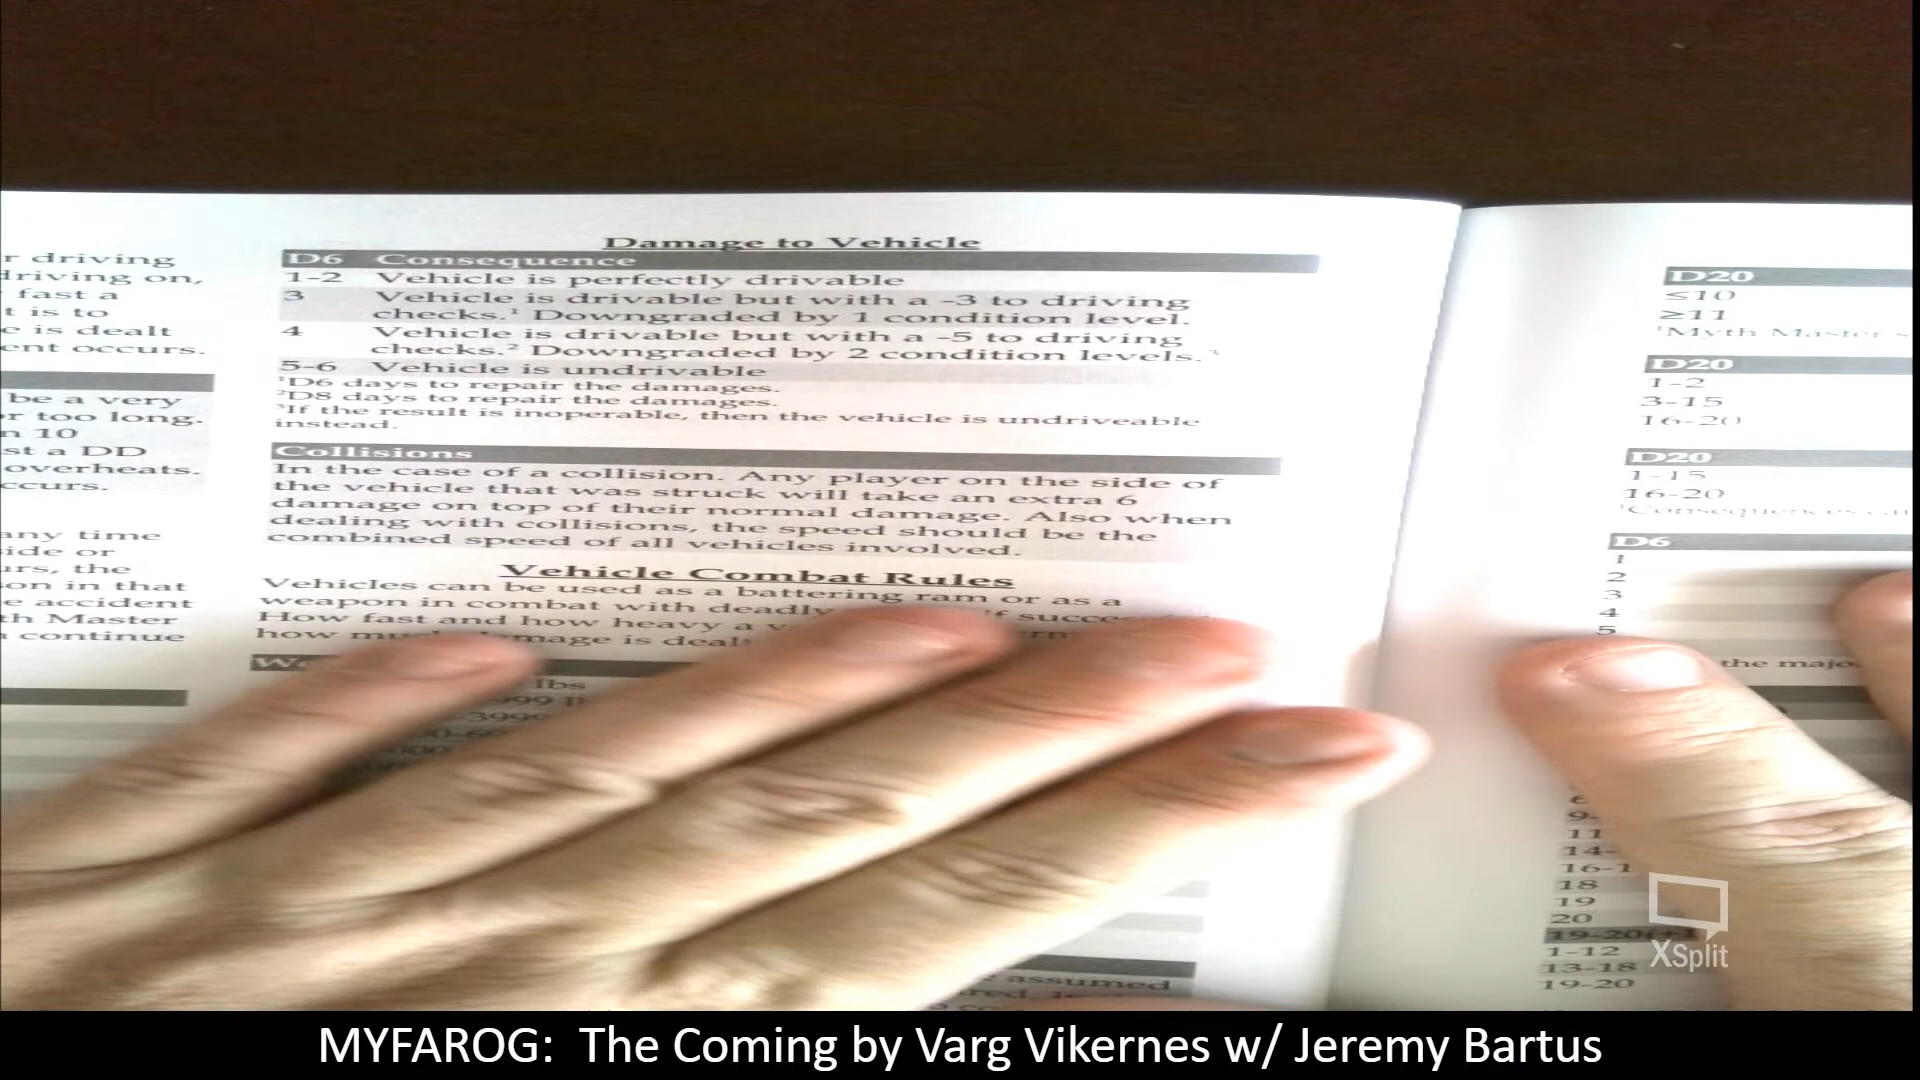 r driving
driving on,
fast a
t is to
e is dealt
ent occurs.
be a very
or too long.
n 10
st a DD
overheats.
ccurs.
any time
side or
urs, the
son in that
e accident
th Master
continue
Damage to Vehicle
D6 Consequence
1-2 Vehicle is perfectly drivable
3 Vehicle is drivable but with a -3 to driving
checks.¹ Downgraded by 1 condition level.
4 Vehicle is drivable but with a -5 to driving
checks.² Downgraded by 2 condition levels.³
5-6 Vehicle is undrivable
¹D6 days to repair the damages.
²D8 days to repair the damages.
³If the result is inoperable, then the vehicle is undriveable
instead.
Collisions
In the case of a collision. Any player on the side of
the vehicle that was struck will take an extra 6
damage on top of their normal damage. Also when
dealing with collisions, the speed should be the
combined speed of all vehicles involved.
Vehicle Combat Rules
Vehicles can be used as a battering ram or as a
weapon in combat with deadly
How fast and how heavy a
how much damage is
lbs
assumed
D20
≤10
≥11
¹Myth Master
D20
1-2
3-15
16-20
D20
1-15
16-20
D6
1
2
3
4
5
the
18
19
20
1-12
13-18
19-20
XSplit
MYFAROG: The Coming by Varg Vikernes w/ Jeremy Bartus